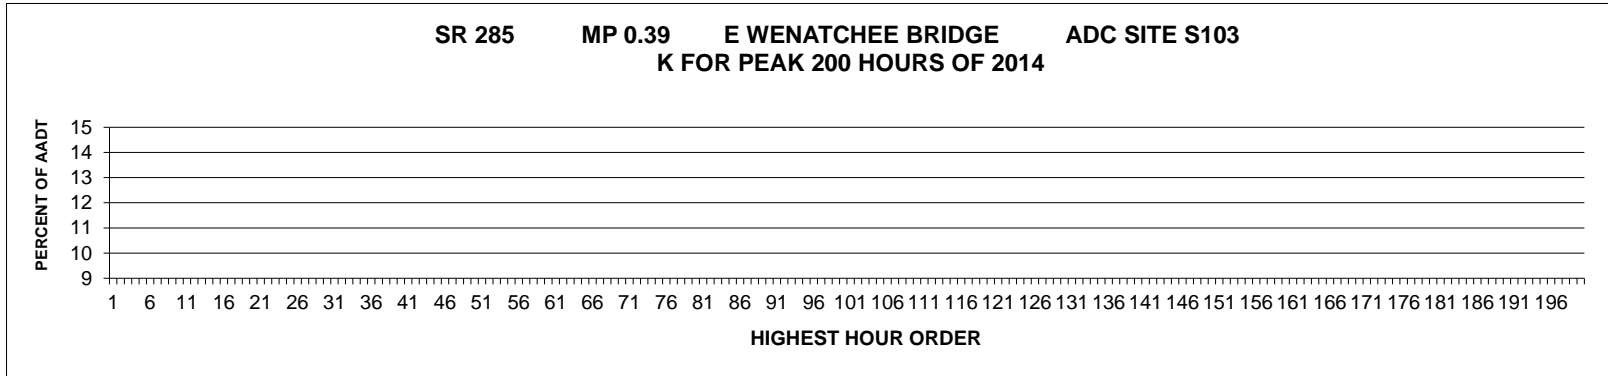 SR 285 MP 0.39 E WENATCHEE BRIDGE ADC SITE S103
K FOR PEAK 200 HOURS OF 2014
PERCENT OF AADT
15
14
13
12
11
10
9
1 6 11 16 21 26 31 36 41 46 51 56 61 66 71 76 81 86 91 96 101 106 111 116 121 126 131 136 141 146 151 156 161 166 171 176 181 186 191 196
HIGHEST HOUR ORDER